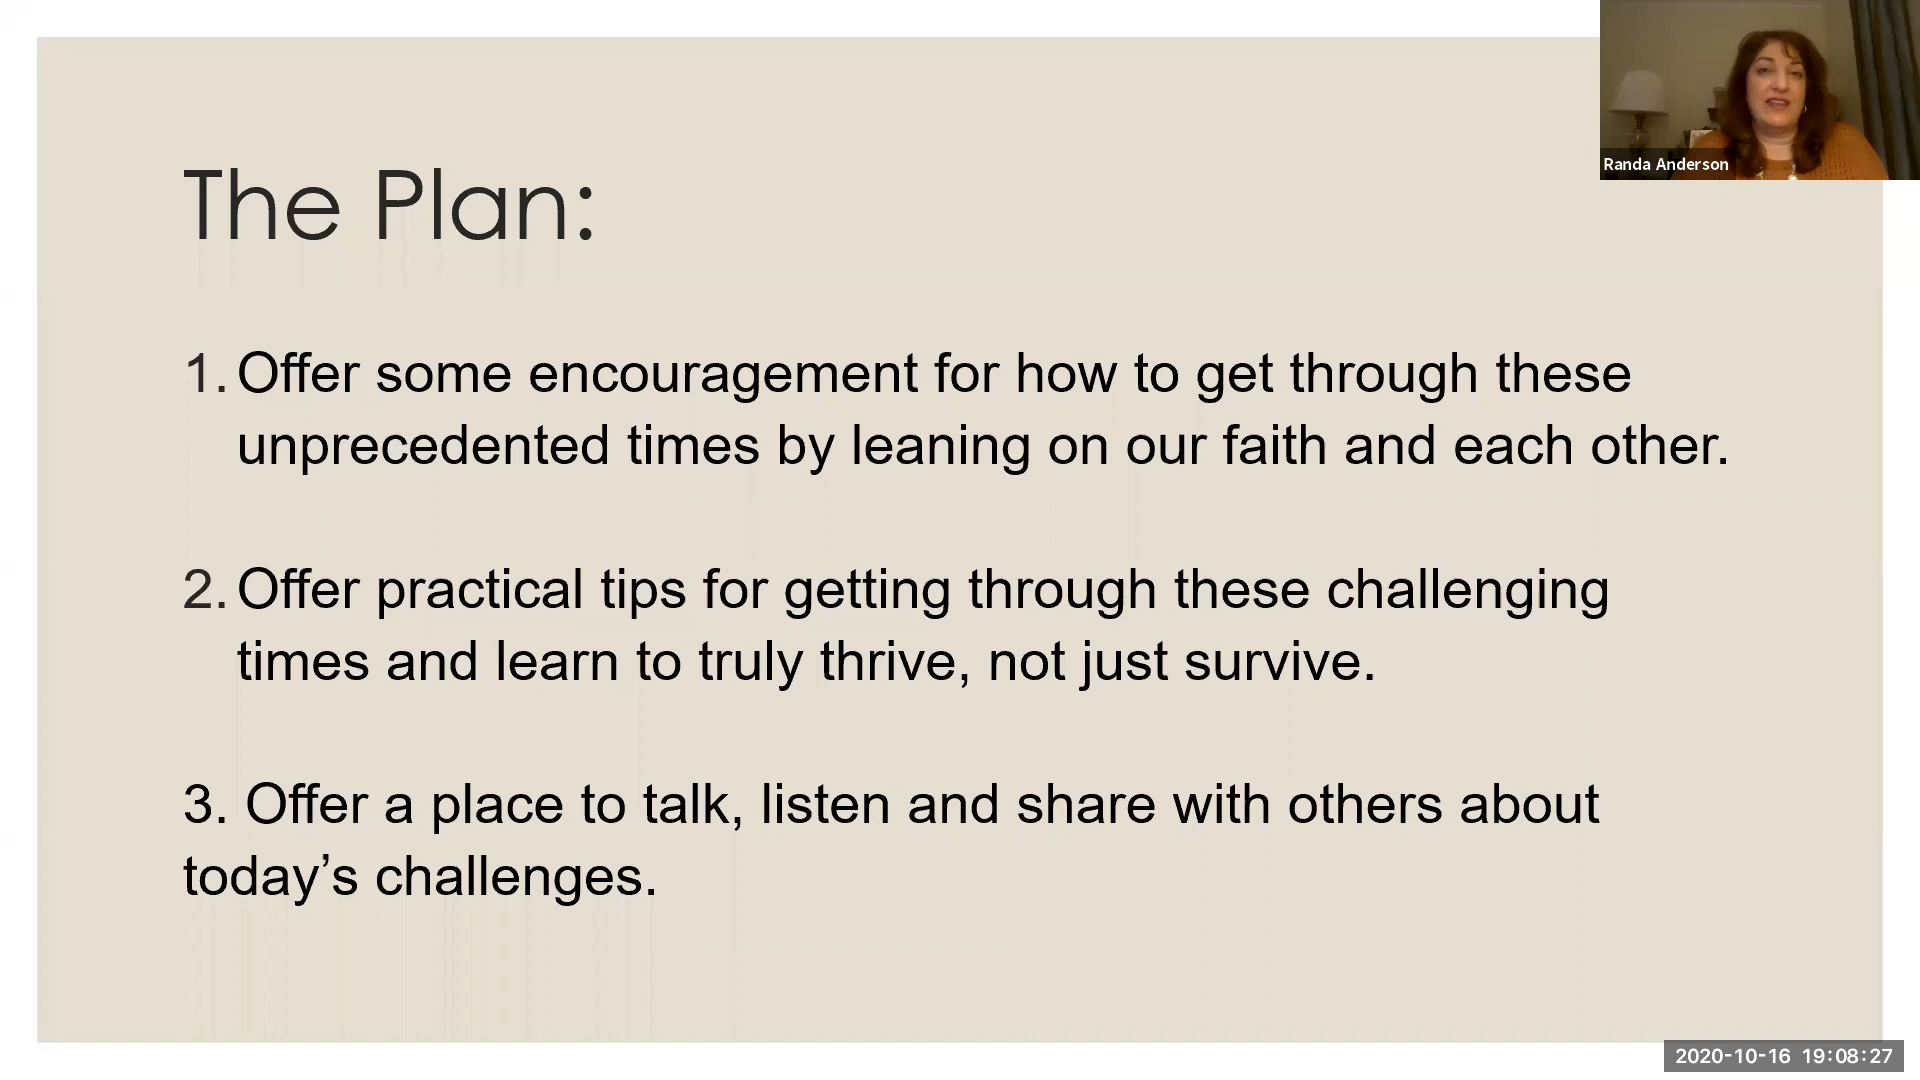 Randa Anderson
The Plan:
1. Offer some encouragement for how to get through these
unprecedented times by leaning on our faith and each other.
2. Offer practical tips for getting through these challenging
times and learn to truly thrive, not just survive.
3. Offer a place to talk, listen and share with others about
today’s challenges.
2020-10-16 19:08:27